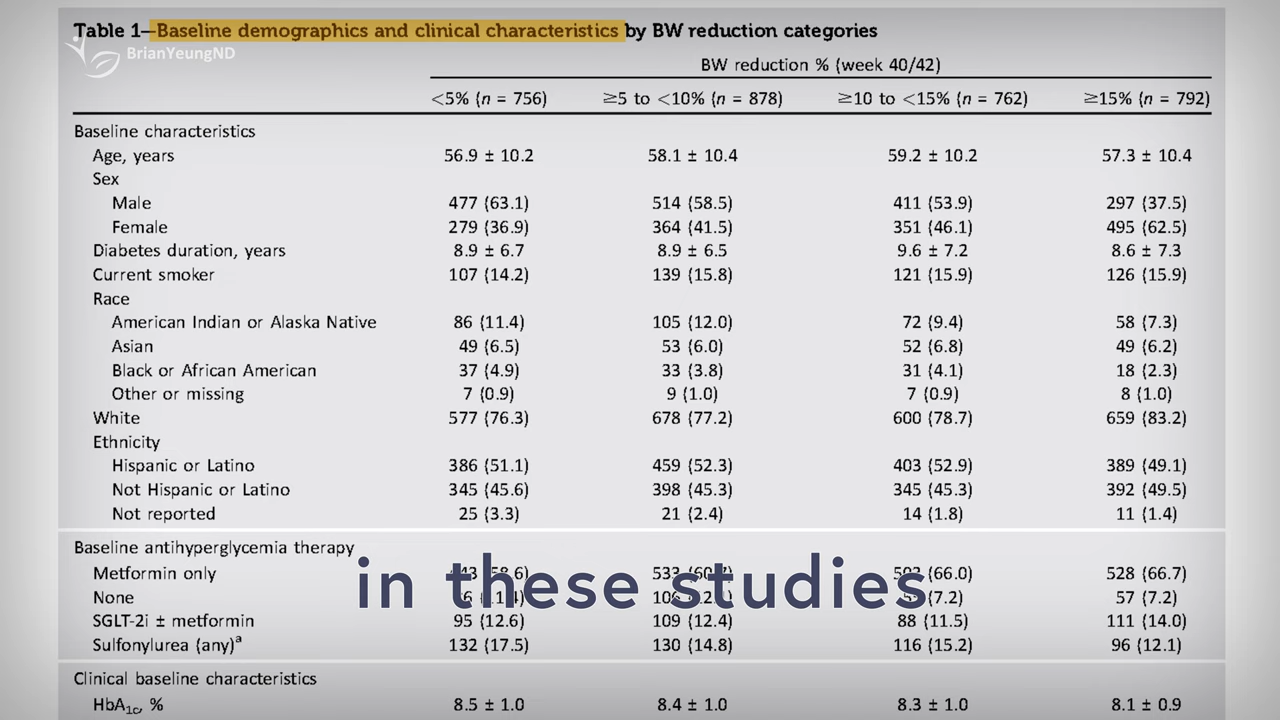 Table 1—Baseline demographics and clinical characteristics by BW reduction categories
BrianYeungND
BW reduction % (week 40/42)
<5% (n = 756) ≥5 to <10% (n = 878) ≥10 to <15% (n = 762) ≥15% (n = 792)
Baseline characteristics
Age, years 56.9 ± 10.2 58.1 ± 10.4 59.2 ± 10.2 57.3 ± 10.4
Sex
Male 477 (63.1) 514 (58.5) 411 (53.9) 297 (37.5)
Female 279 (36.9) 364 (41.5) 351 (46.1) 495 (62.5)
Diabetes duration, years 8.9 ± 6.7 8.9 ± 6.5 9.6 ± 7.2 8.6 ± 7.3
Current smoker 107 (14.2) 139 (15.8) 121 (15.9) 126 (15.9)
Race
American Indian or Alaska Native 86 (11.4) 105 (12.0) 72 (9.4) 58 (7.3)
Asian 49 (6.5) 53 (6.0) 52 (6.8) 49 (6.2)
Black or African American 37 (4.9) 33 (3.8) 31 (4.1) 18 (2.3)
Other or missing 7 (0.9) 9 (1.0) 7 (0.9) 8 (1.0)
White 577 (76.3) 678 (77.2) 600 (78.7) 659 (83.2)
Ethnicity
Hispanic or Latino 386 (51.1) 459 (52.3) 403 (52.9) 389 (49.1)
Not Hispanic or Latino 345 (45.6) 398 (45.3) 345 (45.3) 392 (49.5)
Not reported 25 (3.3) 21 (2.4) 14 (1.8) 11 (1.4)
Baseline antihyperglycemia therapy
Metformin only 533 (66.0) 528 (66.7)
in these studies
None (7.2) 57 (7.2)
SGLT-2i ± metformin 95 (12.6) 109 (12.4) 88 (11.5) 111 (14.0)
Sulfonylurea (any)a 132 (17.5) 130 (14.8) 116 (15.2) 96 (12.1)
Clinical baseline characteristics
HbA1c, % 8.5 ± 1.0 8.4 ± 1.0 8.3 ± 1.0 8.1 ± 0.9